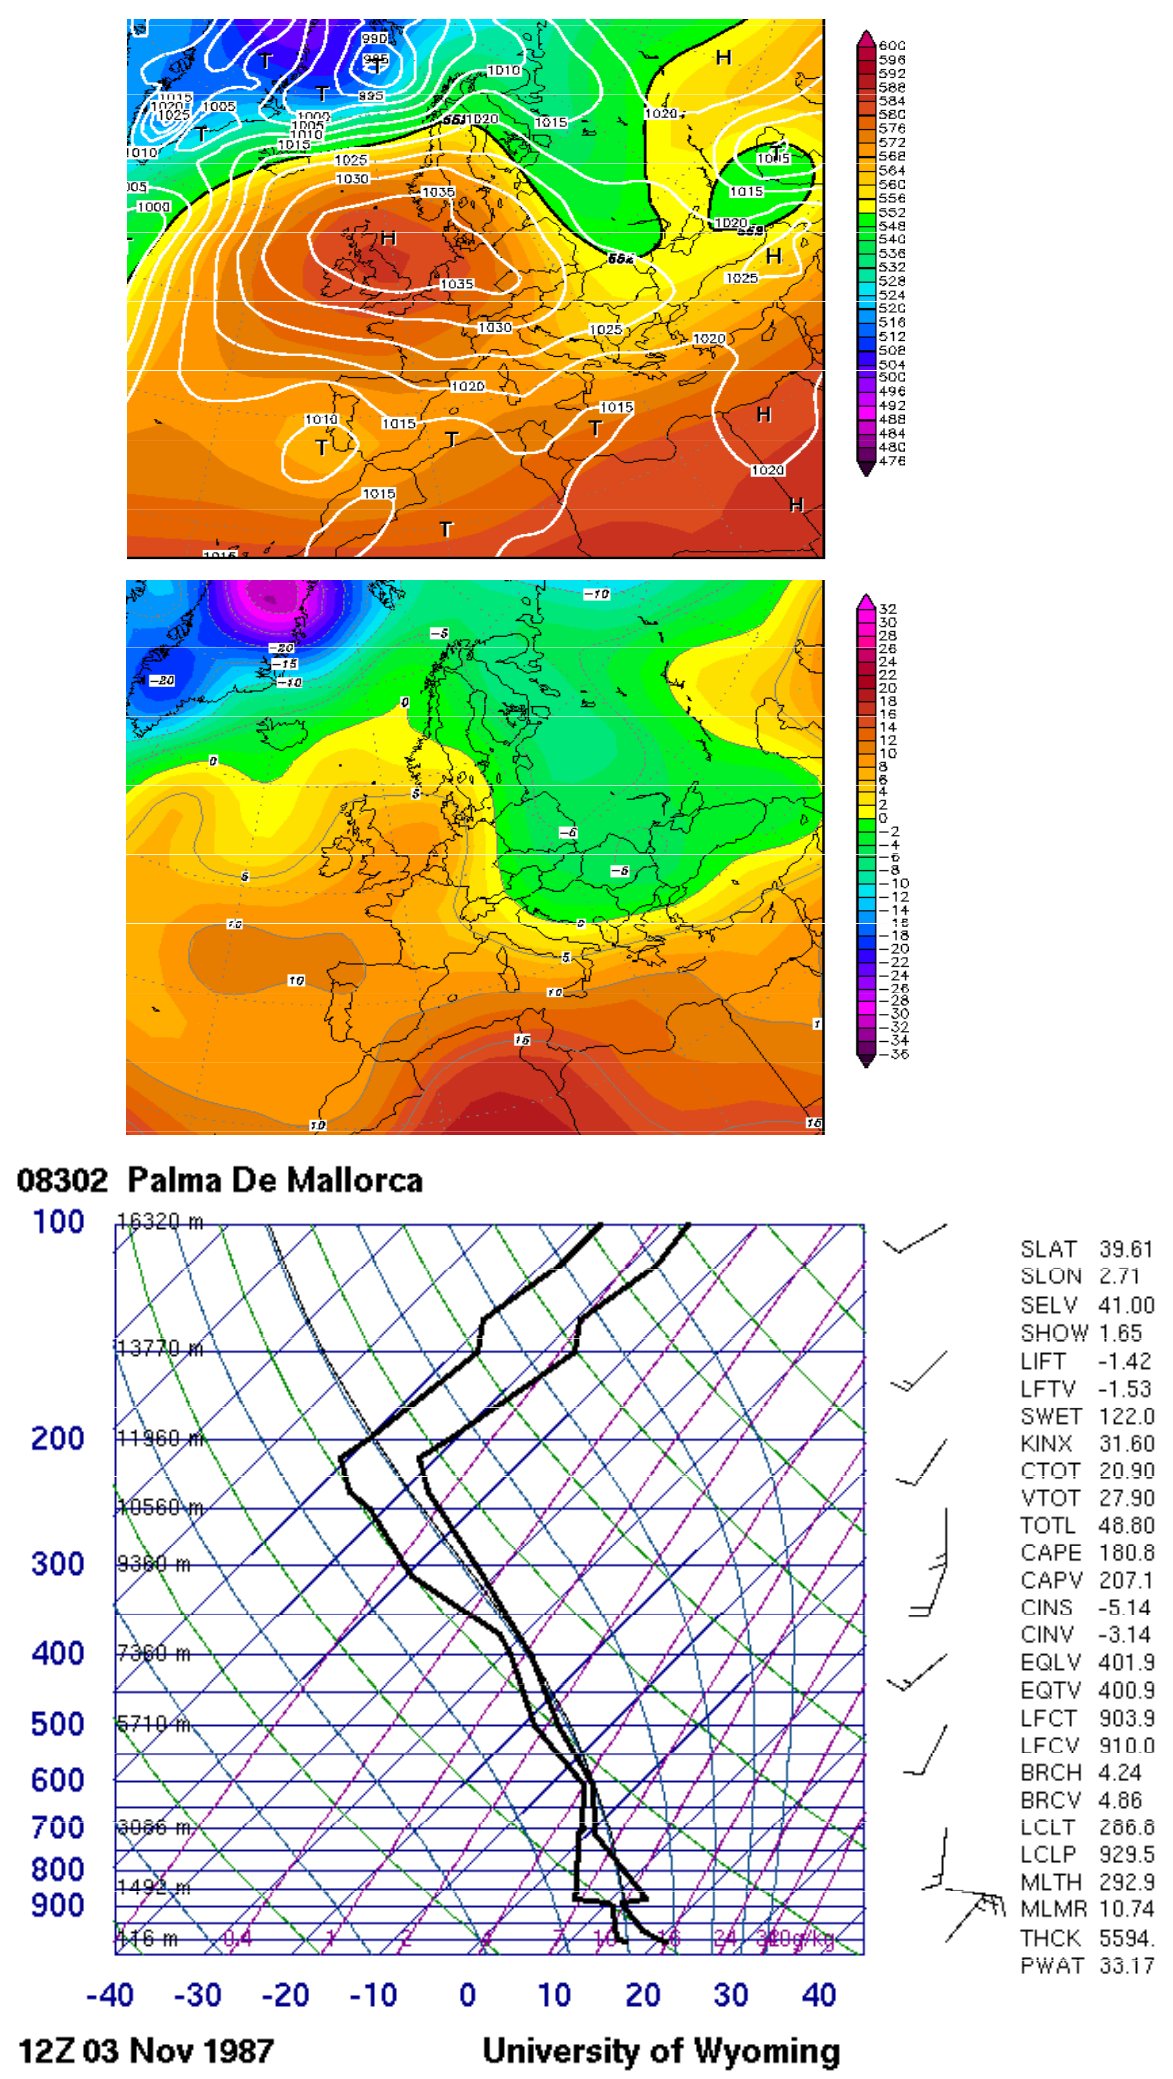 990
985
T
T
H
600
596
592
588
584
580
576
572
568
564
560
556
552
548
540
536
532
528
524
520
516
512
508
504
500
496
492
488
484
480
476
1010
T
995
1015
1020
1025
1005
1000
1005
1010
1015
T
1010
1020
1015
1020
T
1005
1025
1030
1035
1015
005
1000
1020
H
552
H
1035
1025
1030
1025
1020
1020
1015
H
1010
1015
T
T
T
1020
1015
H
T
1015
-10
-5
-20
-15
-10
-20
0
0
5
-5
5
-5
10
0
5
10
10
15
10
15
32
30
28
26
24
22
20
18
16
14
12
10
8
6
4
2
0
-2
-4
-6
-8
-10
-12
-14
-16
-18
-20
-22
-24
-26
-28
-30
-32
-34
-36
08302 Palma De Mallorca
100 16320 m
13770 m
200 11960 m
10560 m
300 9360 m
400 7360 m
500 5710 m
600
700 3086 m
800
1492 m
900
116 m 0.4 1 2 4 7 10 16 24 32 40g/kg
-40 -30 -20 -10 0 10 20 30 40
SLAT 39.61
SLON 2.71
SELV 41.00
SHOW 1.65
LIFT -1.42
LFTV -1.53
SWET 122.0
KINX 31.60
CTOT 20.90
VTOT 27.90
TOTL 48.80
CAPE 180.8
CAPV 207.1
CINS -5.14
CINV -3.14
EQLV 401.9
EQTV 400.9
LFCT 903.9
LFCV 910.0
BRCH 4.24
BRCV 4.86
LCLT 286.8
LCLP 929.5
MLTH 292.9
MLMR 10.74
THCK 5594.
PWAT 33.17
12Z 03 Nov 1987 University of Wyoming